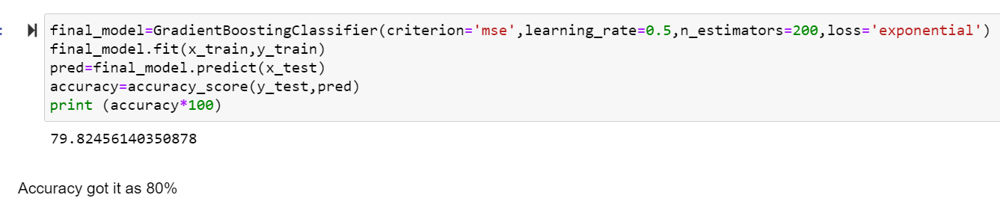 final_model=GradientBoostingClassifier(criterion='mse',learning_rate=0.5,n_estimators=200,loss='exponential')
final_model.fit(x_train,y_train)
pred=final_model.predict(x_test)
accuracy=accuracy_score(y_test,pred)
print (accuracy*100)
79.82456140350878
Accuracy got it as 80%